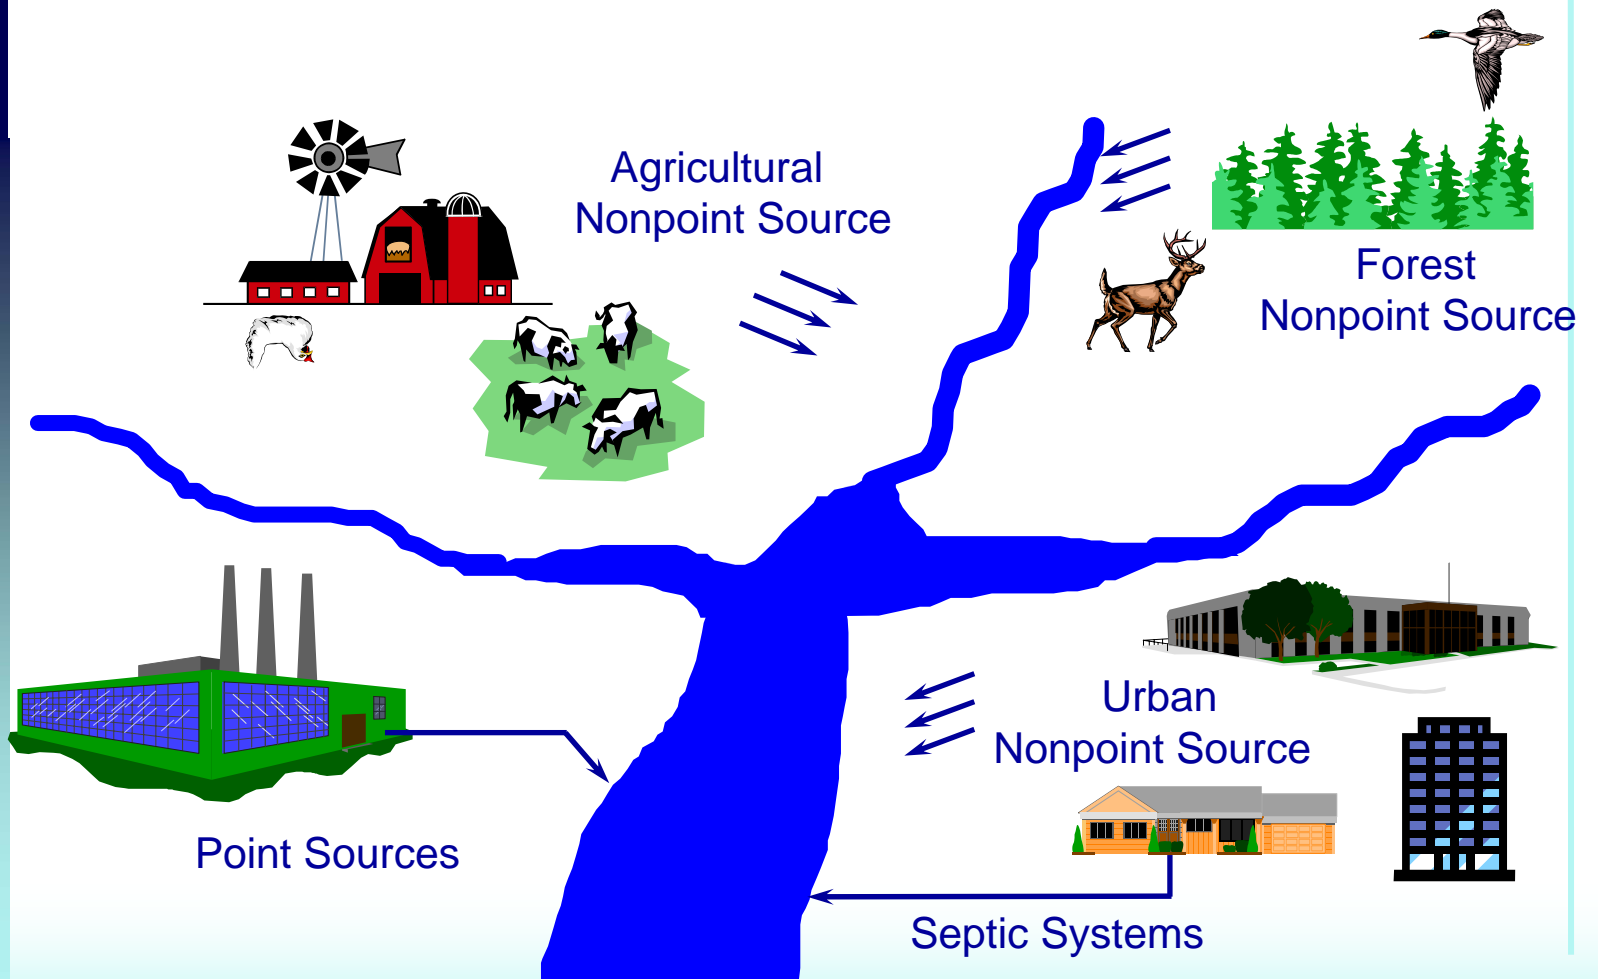 Agricultural
Nonpoint Source
Forest
Nonpoint Source
Urban
Nonpoint Source
Point Sources
Septic Systems